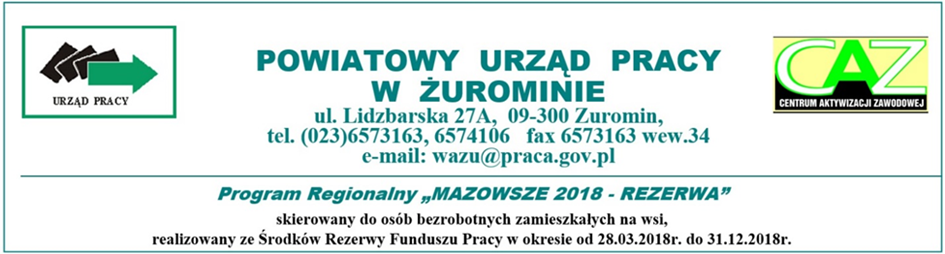 URZĄD PRACY
POWIATOWY URZĄD PRACY
W ŻUROMINIE
ul. Lidzbarska 27A, 09-300 Zuromin,
tel. (023)6573163, 6574106 fax 6573163 wew.34
e-mail: wazu@praca.gov.pl
CAZ
CENTRUM AKTYWIZACJI ZAWODOWEJ
Program Regionalny „MAZOWSZE 2018 - REZERWA”
skierowany do osób bezrobotnych zamieszkałych na wsi,
realizowany ze Środków Rezerwy Funduszu Pracy w okresie od 28.03.2018r. do 31.12.2018r.